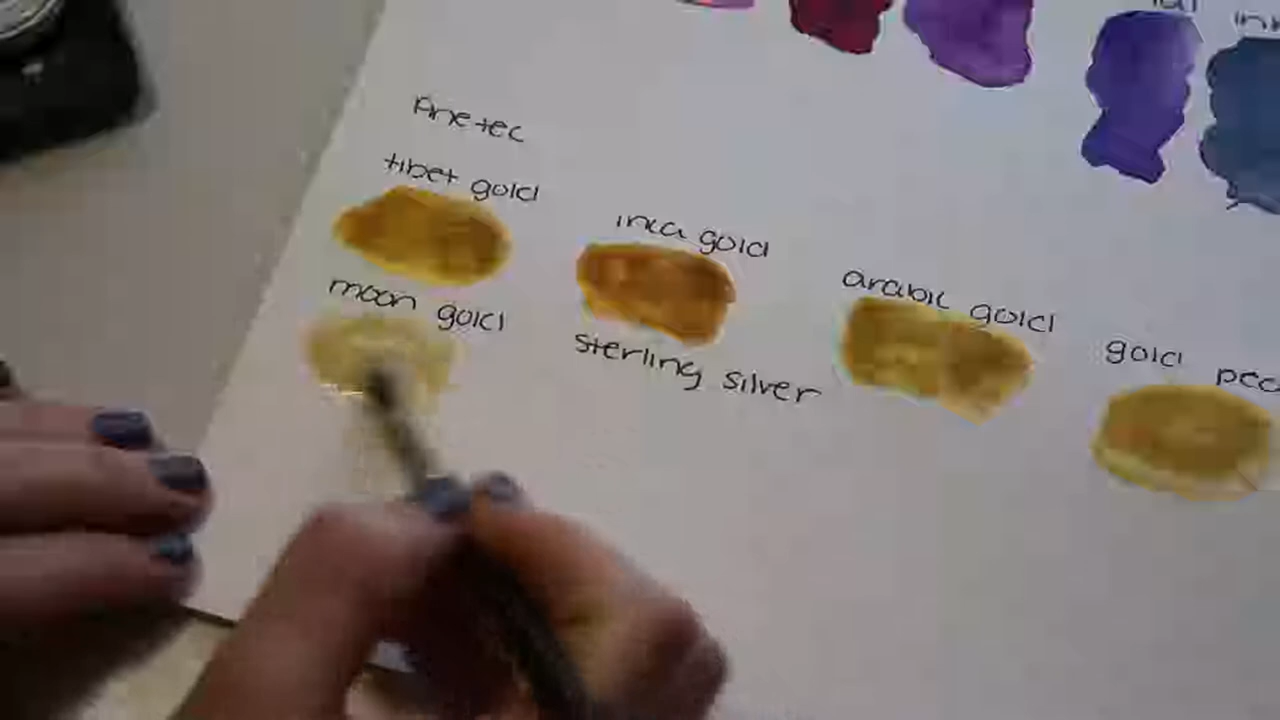 Finetec
tibet gold
inca gold
arabic gold
gold
moon gold
sterling silver